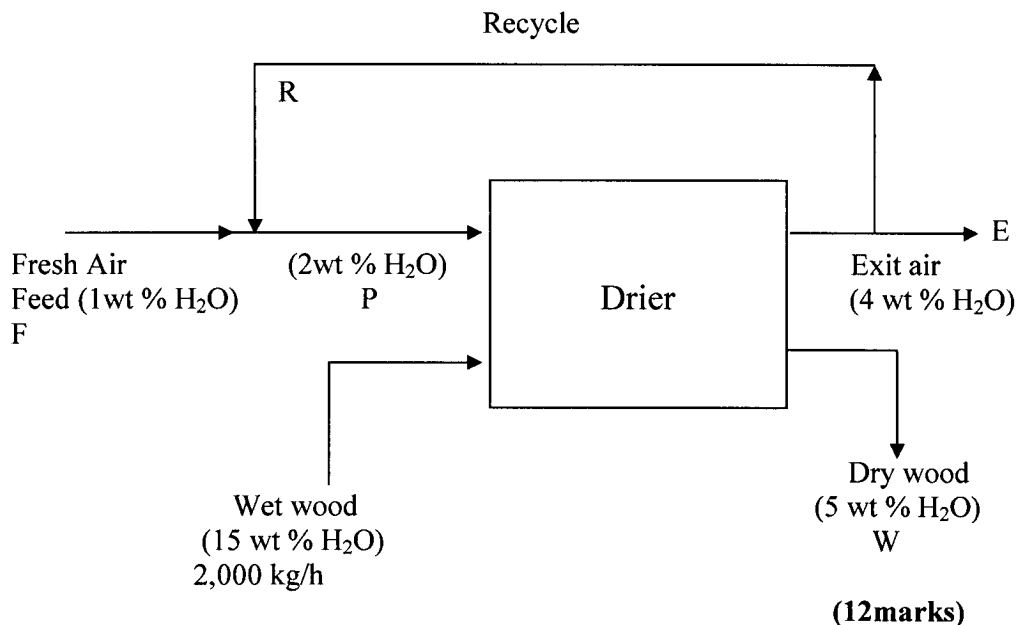 Recycle
R
E
Fresh Air
Feed (1wt % H₂O)
F
(2wt % H₂O)
P
Drier
Exit air
(4 wt % H₂O)
Wet wood
(15 wt % H₂O)
2,000 kg/h
Dry wood
(5 wt % H₂O)
W
(12marks)